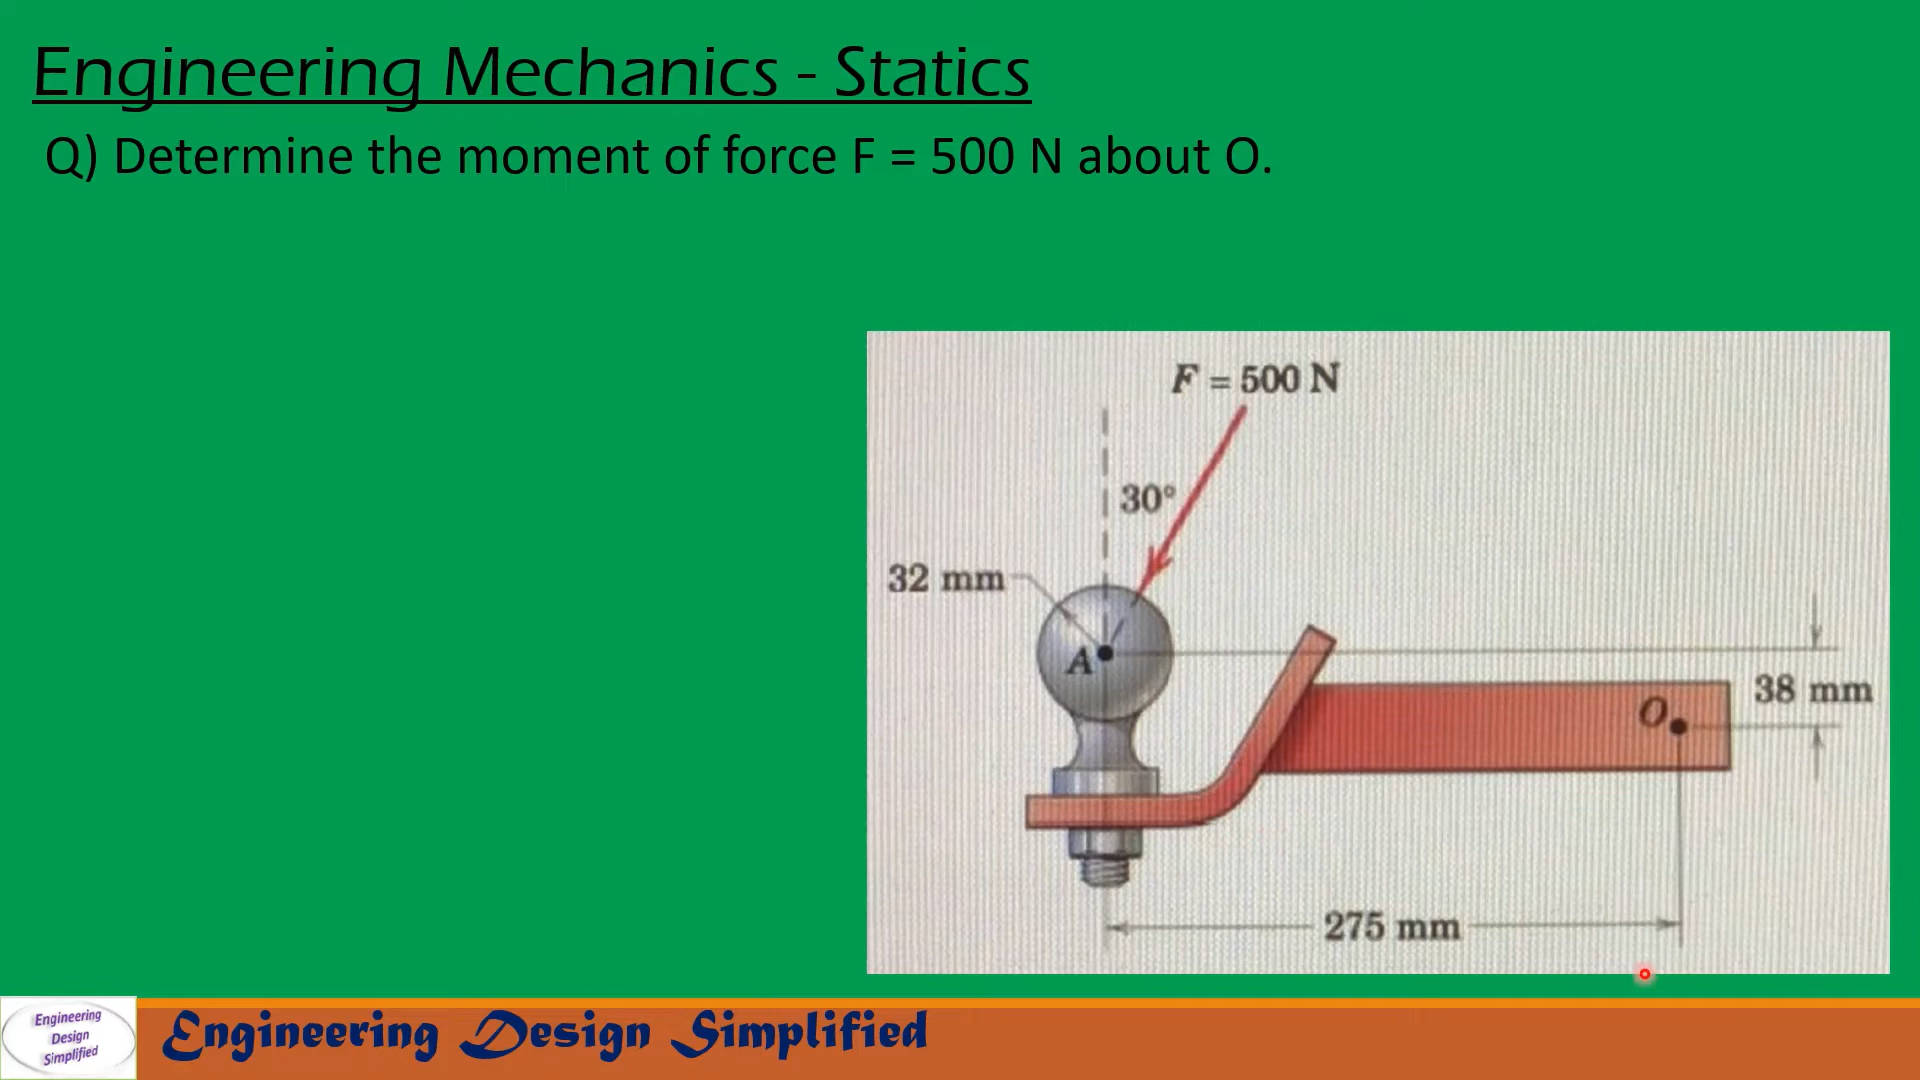 Engineering Mechanics - Statics
Q) Determine the moment of force F = 500 N about O.
F = 500 N
30°
32 mm
A
O
38 mm
275 mm
Engineering
Design
Simplified
Engineering Design Simplified